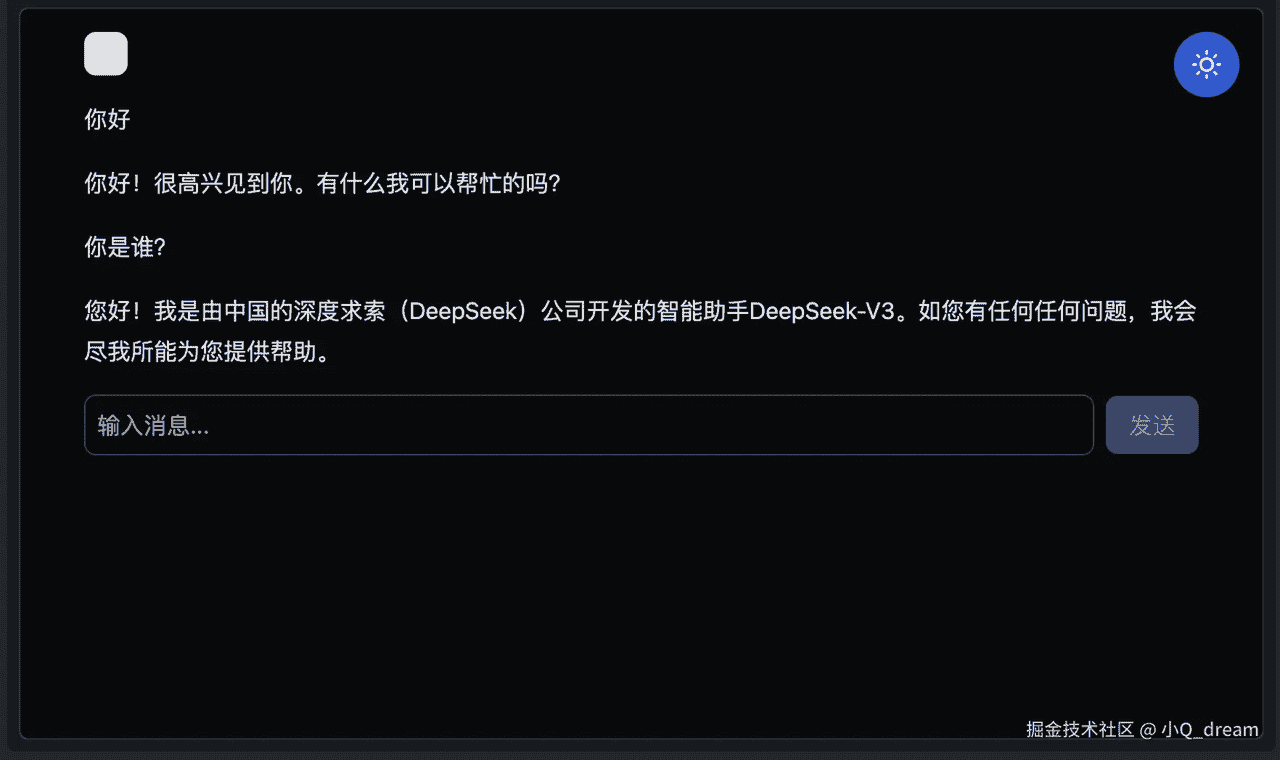 你好
你好！很高兴见到你。有什么我可以帮忙的吗？
你是谁？
您好！我是由中国的深度求索（DeepSeek）公司开发的智能助手DeepSeek-V3。如您有任何任何问题，我会
尽我所能为您提供帮助。
输入消息...
发送
掘金技术社区 @ 小Q_dream